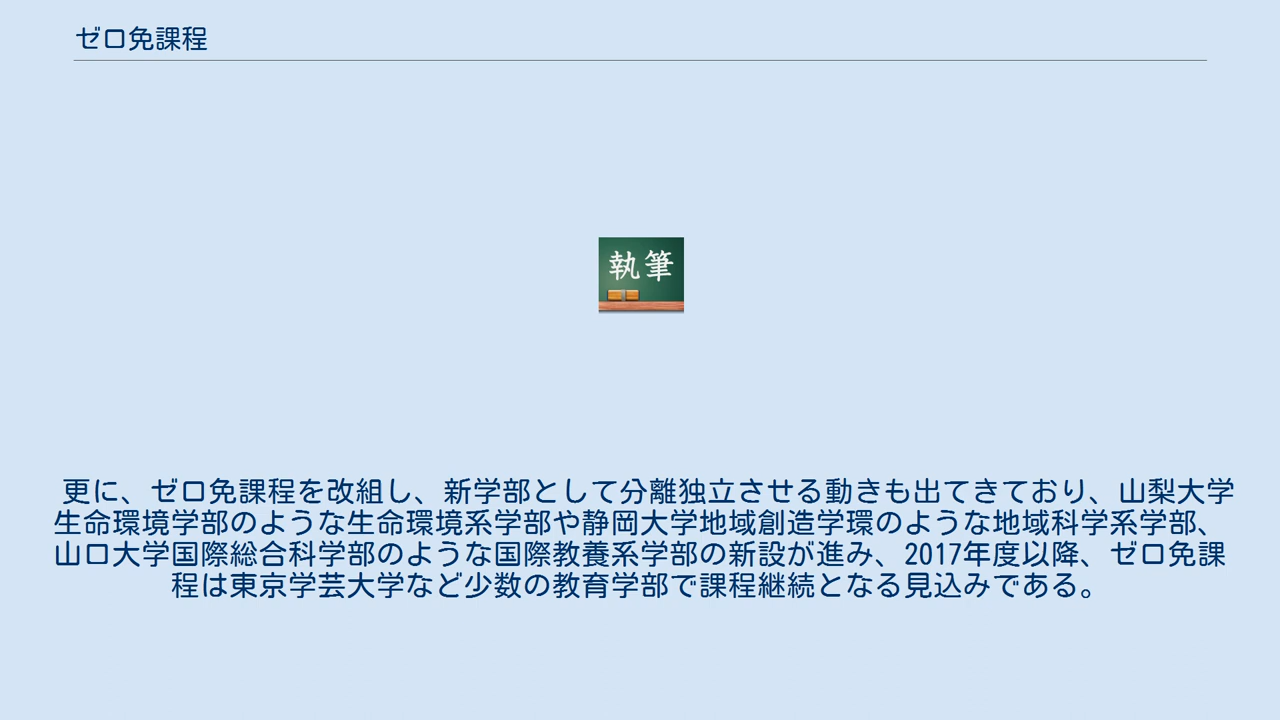 ゼロ免課程
執筆
更に、ゼロ免課程を改組し、新学部として分離独立させる動きも出てきており、山梨大学
生命環境学部のような生命環境系学部や静岡大学地域創造学環のような地域科学系学部、
山口大学国際総合科学部のような国際教養系学部の新設が進み、2017年度以降、ゼロ免課
程は東京学芸大学など少数の教育学部で課程継続となる見込みである。